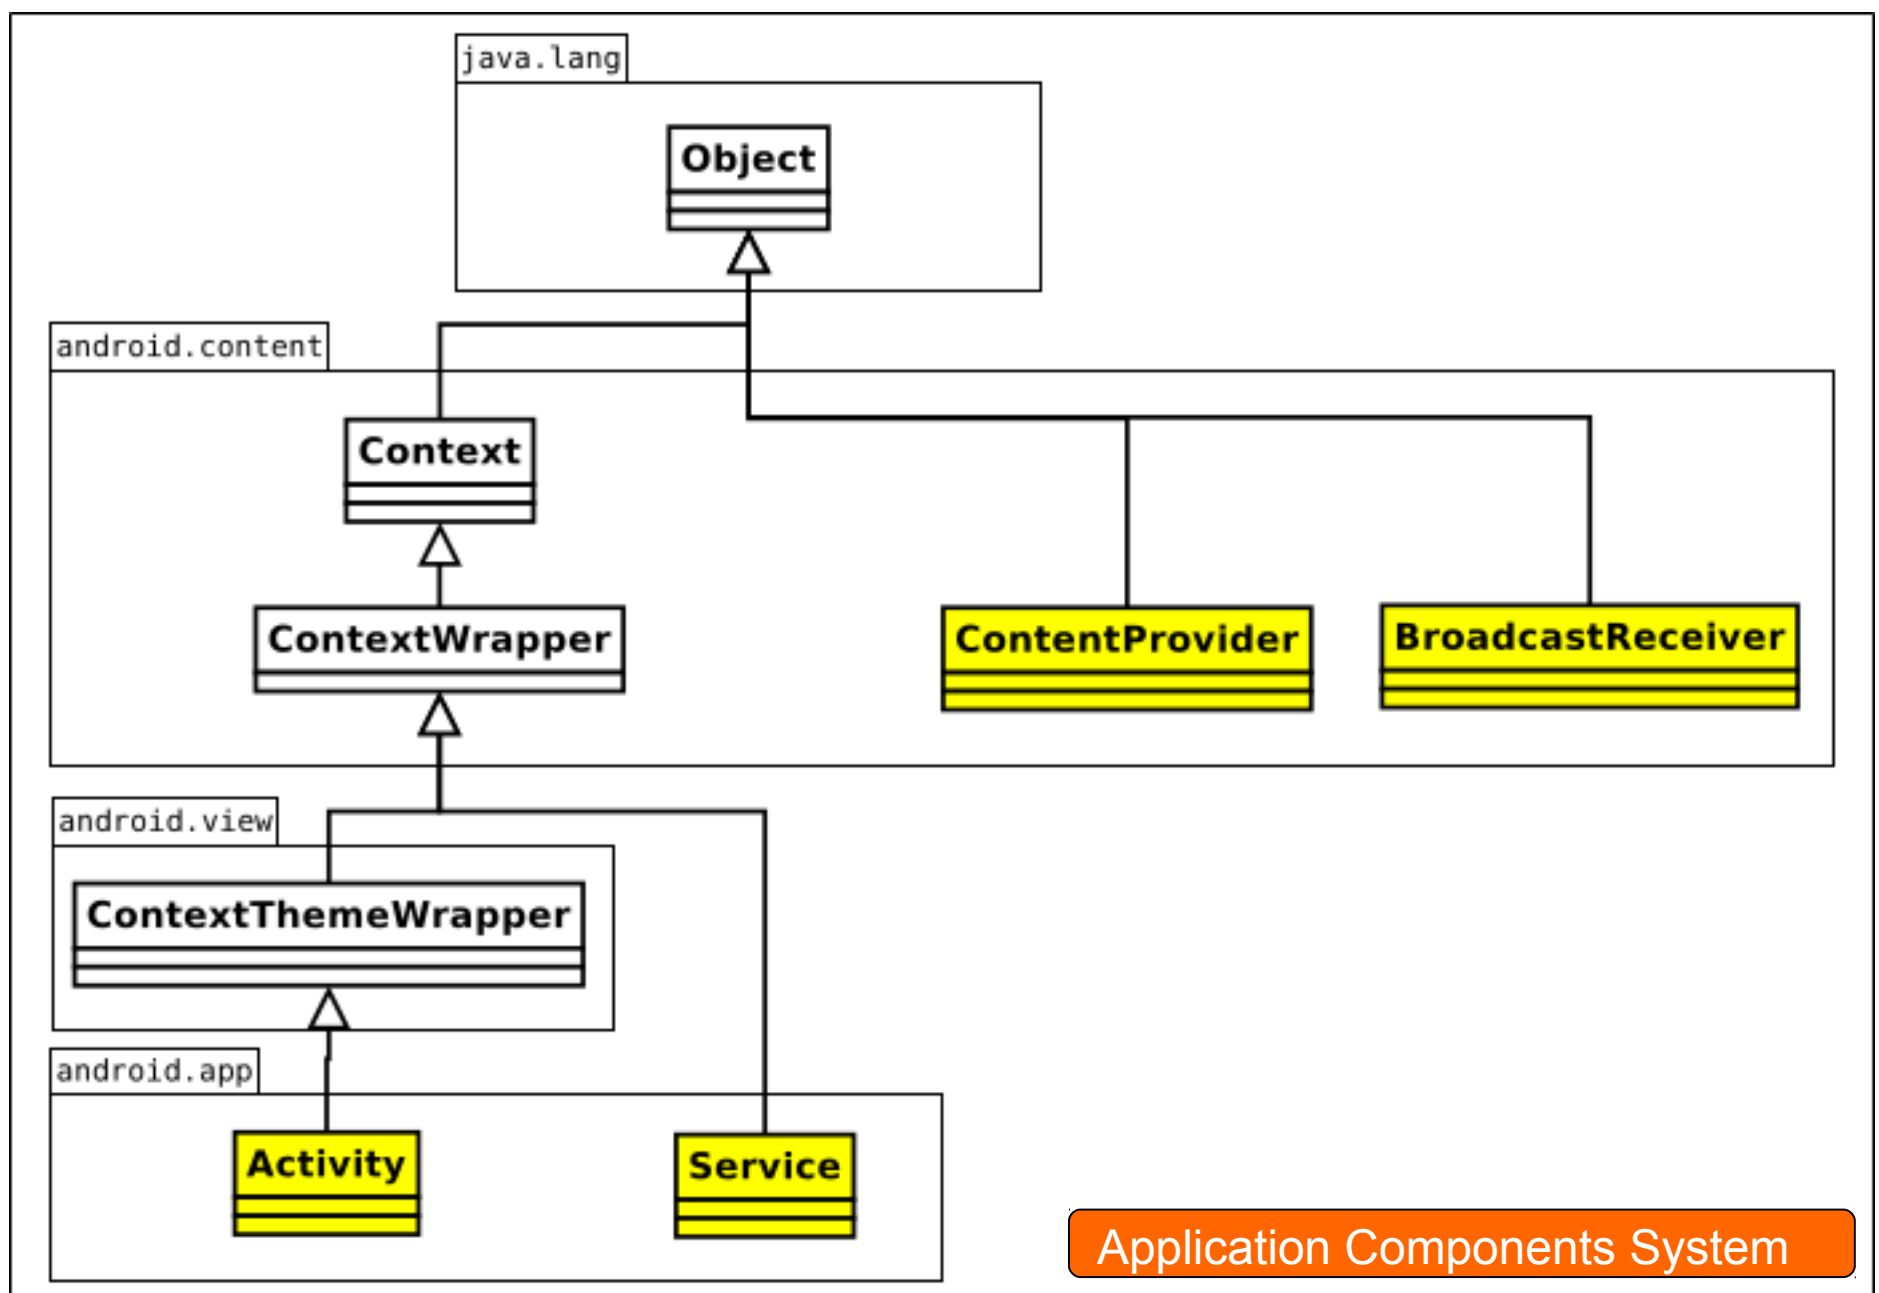 java.lang
Object
android.content
Context
ContextWrapper
ContentProvider
BroadcastReceiver
android.view
ContextThemeWrapper
android.app
Activity
Service
Application Components System